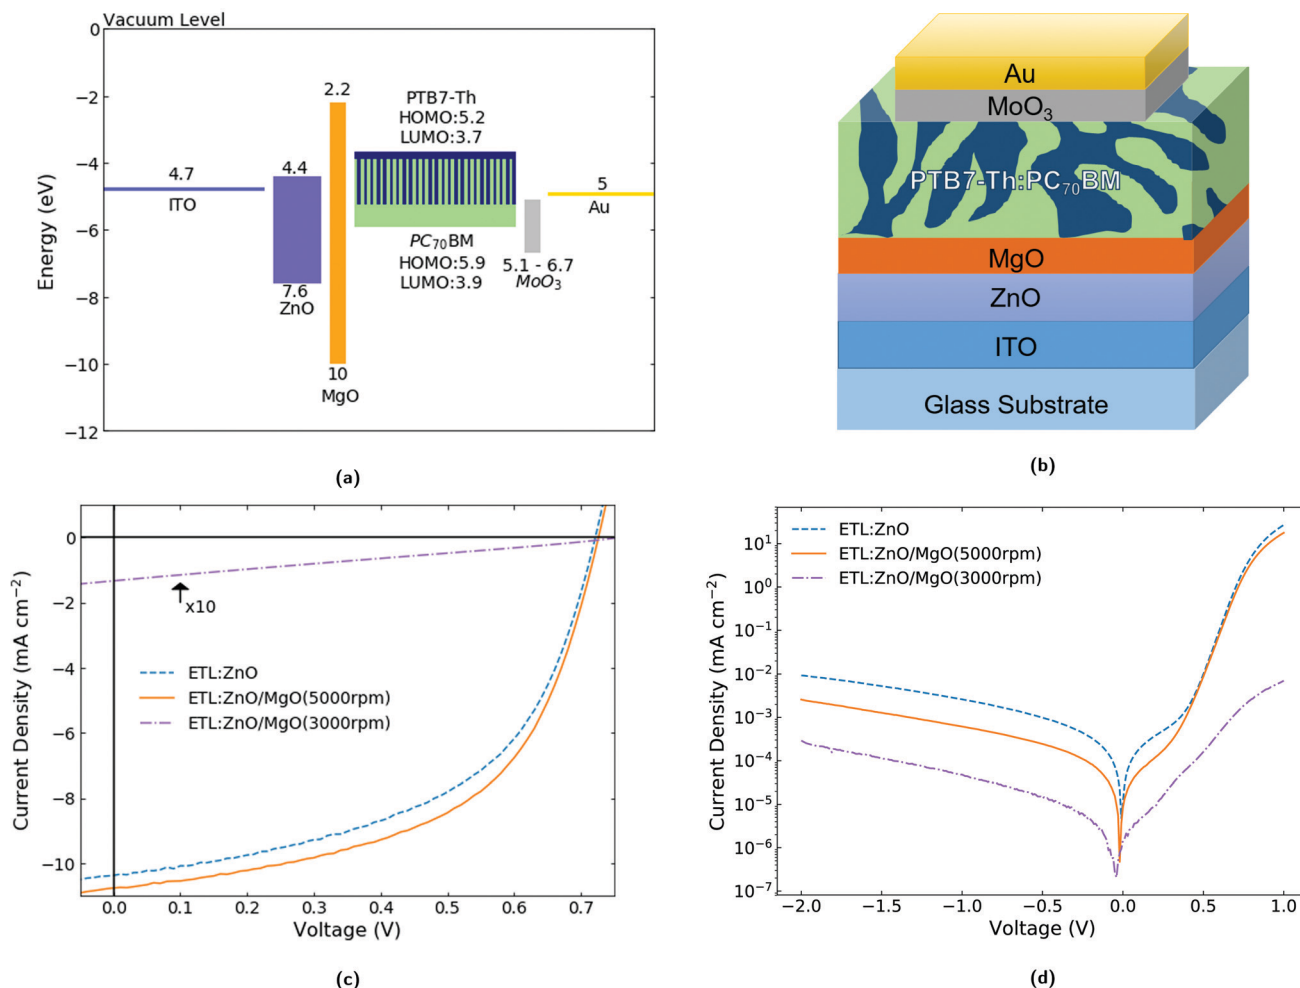 Vacuum Level
0
−2
−4
−6
−8
−10
−12
Energy (eV)
4.7
ITO
4.4
7.6
ZnO
2.2
10
MgO
PTB7-Th
HOMO:5.2
LUMO:3.7
PC₇₀BM
HOMO:5.9
LUMO:3.9
5.1 - 6.7
MoO₃
5
Au
(a)
Au
MoO₃
PTB7-Th:PC₇₀BM
MgO
ZnO
ITO
Glass Substrate
(b)
0
−2
−4
−6
−8
−10
Current Density (mA cm⁻²)
x10
ETL:ZnO
ETL:ZnO/MgO(5000rpm)
ETL:ZnO/MgO(3000rpm)
0.0 0.1 0.2 0.3 0.4 0.5 0.6 0.7
Voltage (V)
(c)
ETL:ZnO
ETL:ZnO/MgO(5000rpm)
ETL:ZnO/MgO(3000rpm)
10¹
10⁰
10⁻¹
10⁻²
10⁻³
10⁻⁴
10⁻⁵
10⁻⁶
10⁻⁷
Current Density (mA cm⁻²)
−2.0 −1.5 −1.0 −0.5 0.0 0.5 1.0
Voltage (V)
(d)